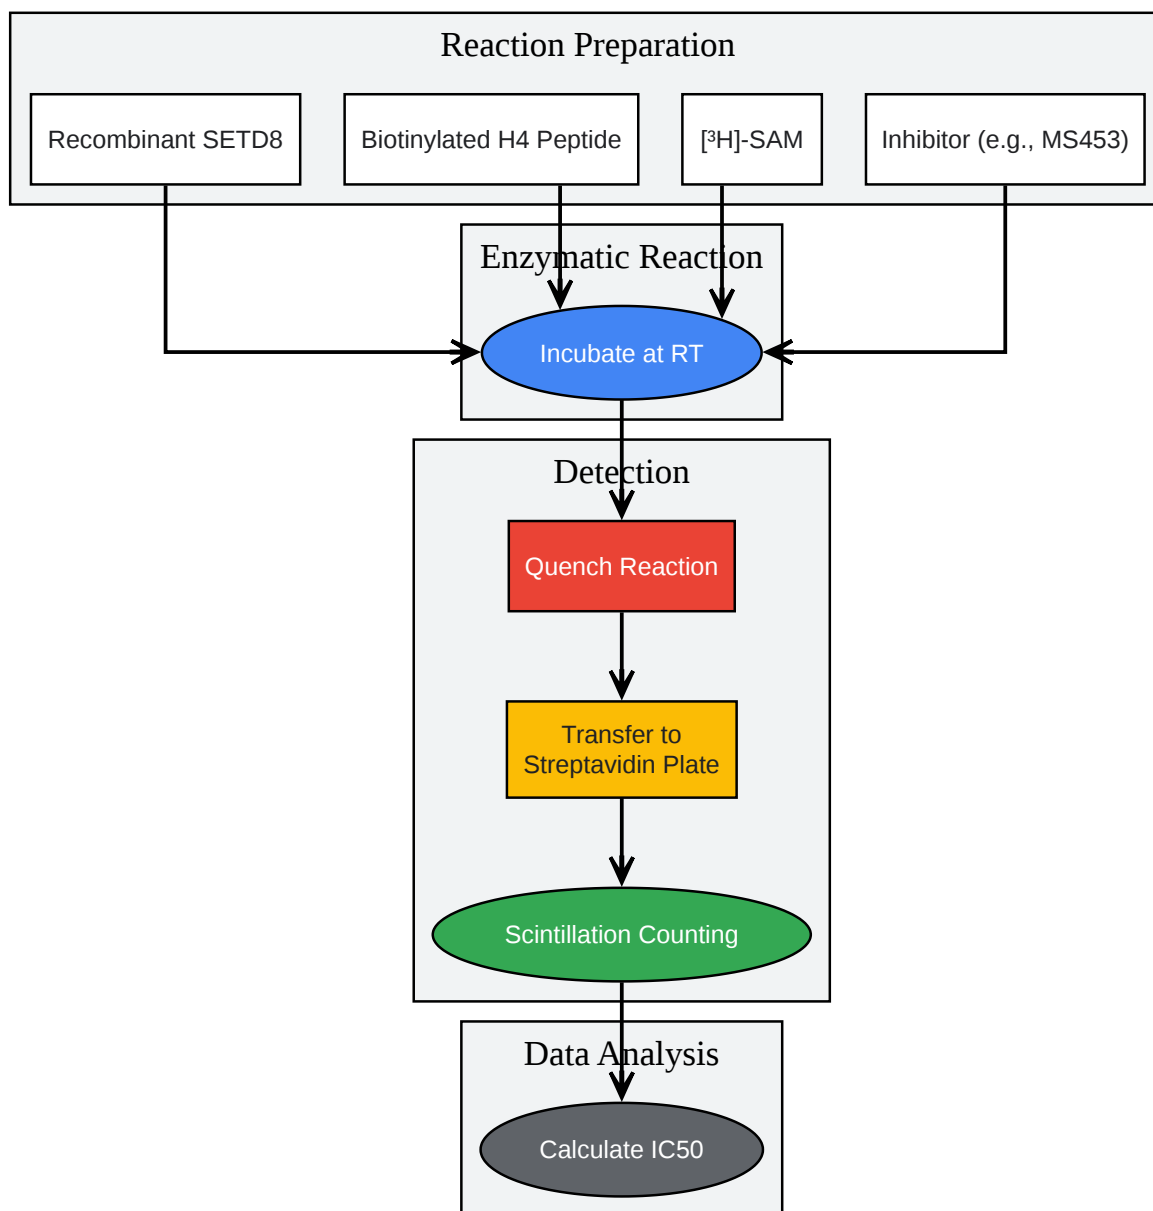 Reaction Preparation
Recombinant SETD8
Biotinylated H4 Peptide
[³H]-SAM
Inhibitor (e.g., MS453)
Enzymatic Reaction
Incubate at RT
Detection
Quench Reaction
Transfer to
Streptavidin Plate
Scintillation Counting
Data Analysis
Calculate IC50